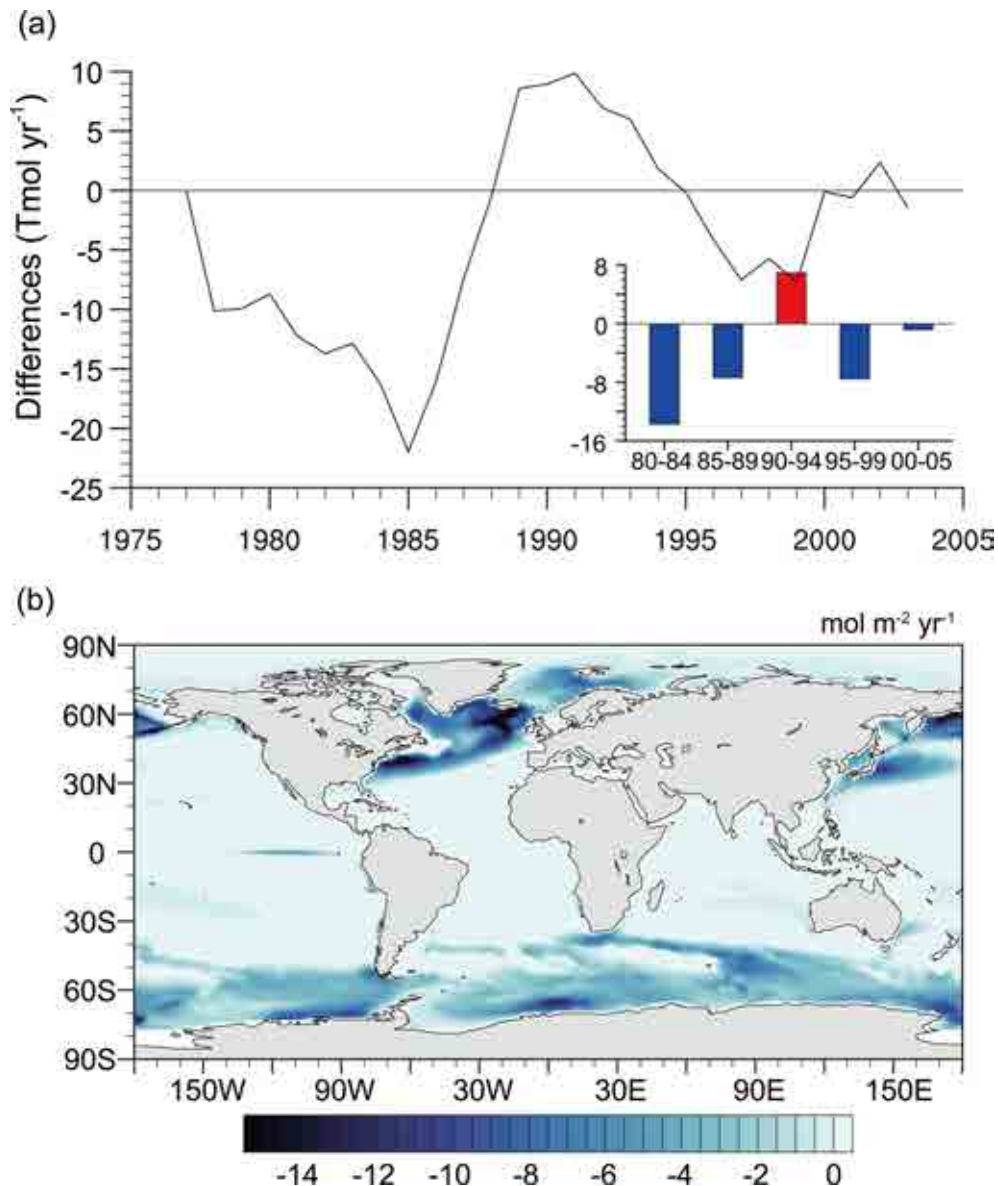 (a)
Differences (Tmol yr-1)
10
5
0
-5
-10
-15
-20
-25
1975 1980 1985 1990 1995 2000 2005
8
0
-8
-16
80-84 85-89 90-94 95-99 00-05
(b)
mol m-2 yr-1
90N
60N
30N
0
30S
60S
90S
150W 90W 30W 30E 90E 150E
-14 -12 -10 -8 -6 -4 -2 0